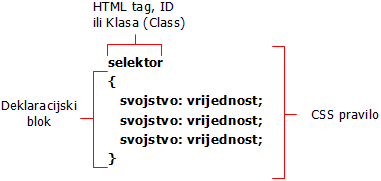 HTML tag, ID
ili Klasa (Class)
selektor
{
svojstvo: vrijednost;
svojstvo: vrijednost;
svojstvo: vrijednost;
}
Deklaracijski
blok
CSS pravilo